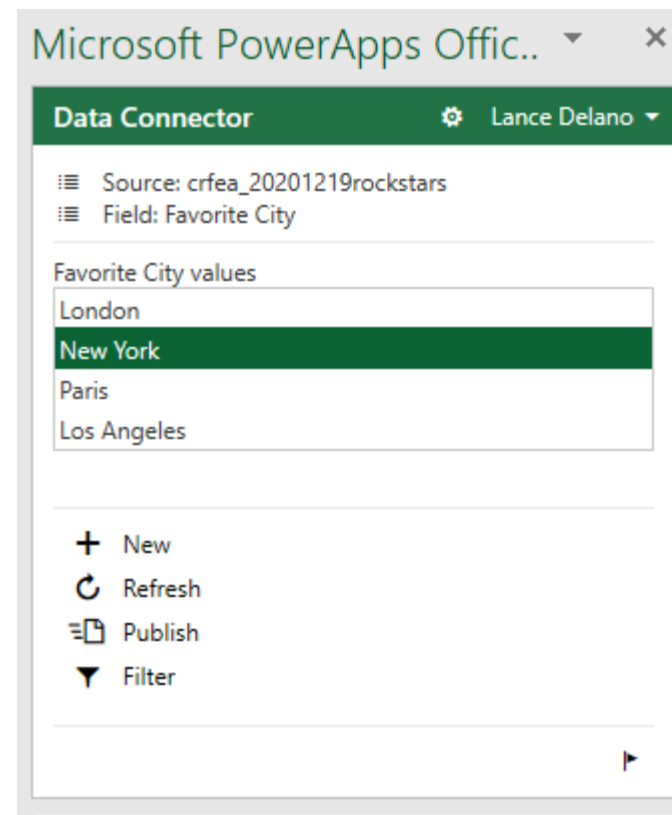 Microsoft PowerApps Offic..
Data Connector Lance Delano
Source: crfea_20201219rockstars
Field: Favorite City
Favorite City values
London
New York
Paris
Los Angeles
New
Refresh
Publish
Filter